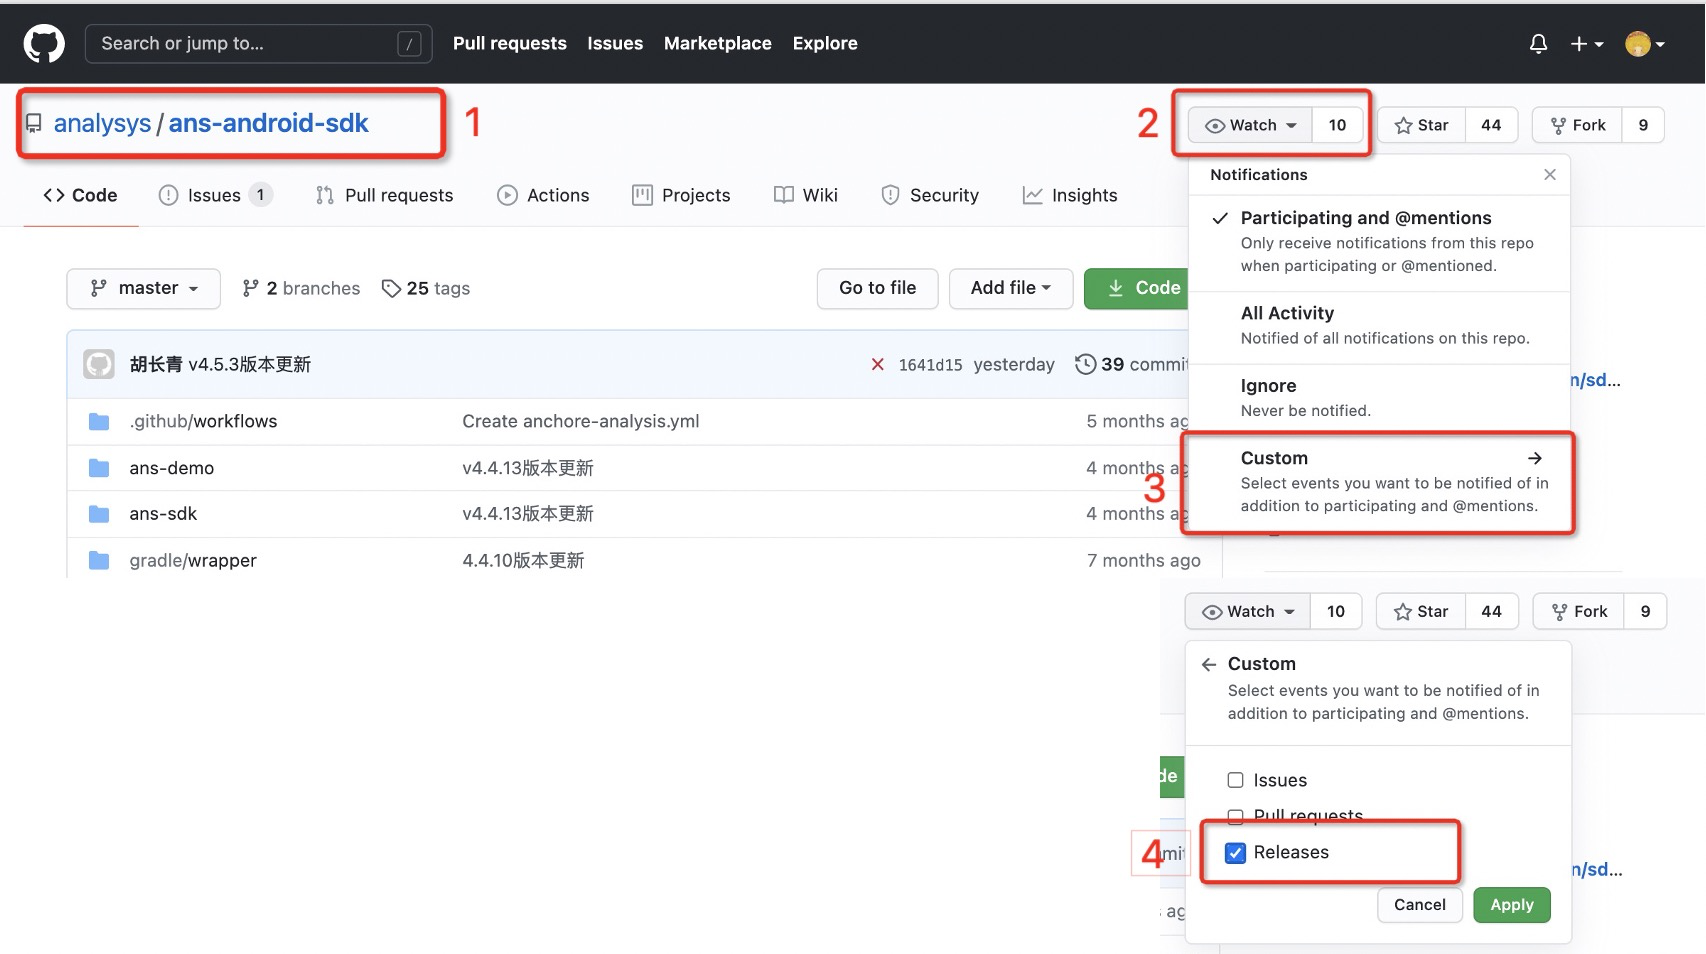 Search or jump to... / Pull requests Issues Marketplace Explore
analysys / ans-android-sdk 1 2 Watch 10 Star 44 Fork 9
Code Issues 1 Pull requests Actions Projects Wiki Security Insights
Notifications
Participating and @mentions
Only receive notifications from this repo
when participating or @mentioned.
All Activity
Notified of all notifications on this repo.
Ignore
Never be notified.
3
Custom
Select events you want to be notified of in
addition to participating and @mentions.
master 2 branches 25 tags Go to file Add file Code
胡长青 v4.5.3版本更新 1641d15 yesterday 39 commit
n/sd...
.github/workflows Create anchore-analysis.yml 5 months ag
ans-demo v4.4.13版本更新 4 months ag
ans-sdk v4.4.13版本更新 4 months ag
gradle/wrapper 4.4.10版本更新 7 months ago
Watch 10 Star 44 Fork 9
Custom
Select events you want to be notified of in
addition to participating and @mentions.
de
Issues
Pull requests
4 mit
Releases
n/sd...
ag
Cancel Apply